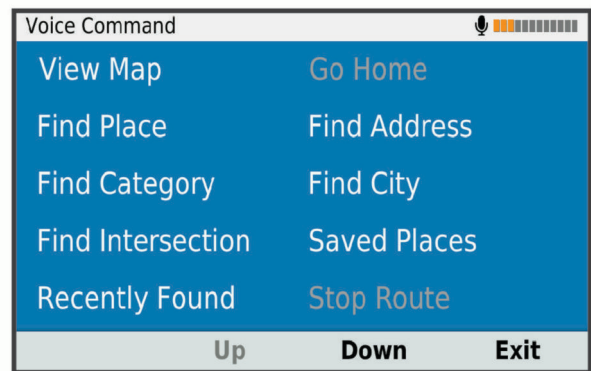 Voice Command
View Map Go Home
Find Place Find Address
Find Category Find City
Find Intersection Saved Places
Recently Found Stop Route
Up Down Exit